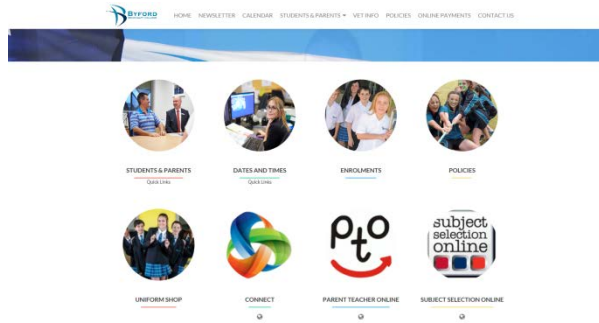 BYFORD
HOME NEWSLETTER CALENDAR STUDENTS & PARENTS VET INFO POLICIES ONLINE PAYMENTS CONTACT US
STUDENTS & PARENTS DATES AND TIMES ENROLMENTS POLICIES
Quick Links Quick Links
pto subject
selection
online
UNIFORM SHOP CONNECT PARENT TEACHER ONLINE SUBJECT SELECTION ONLINE